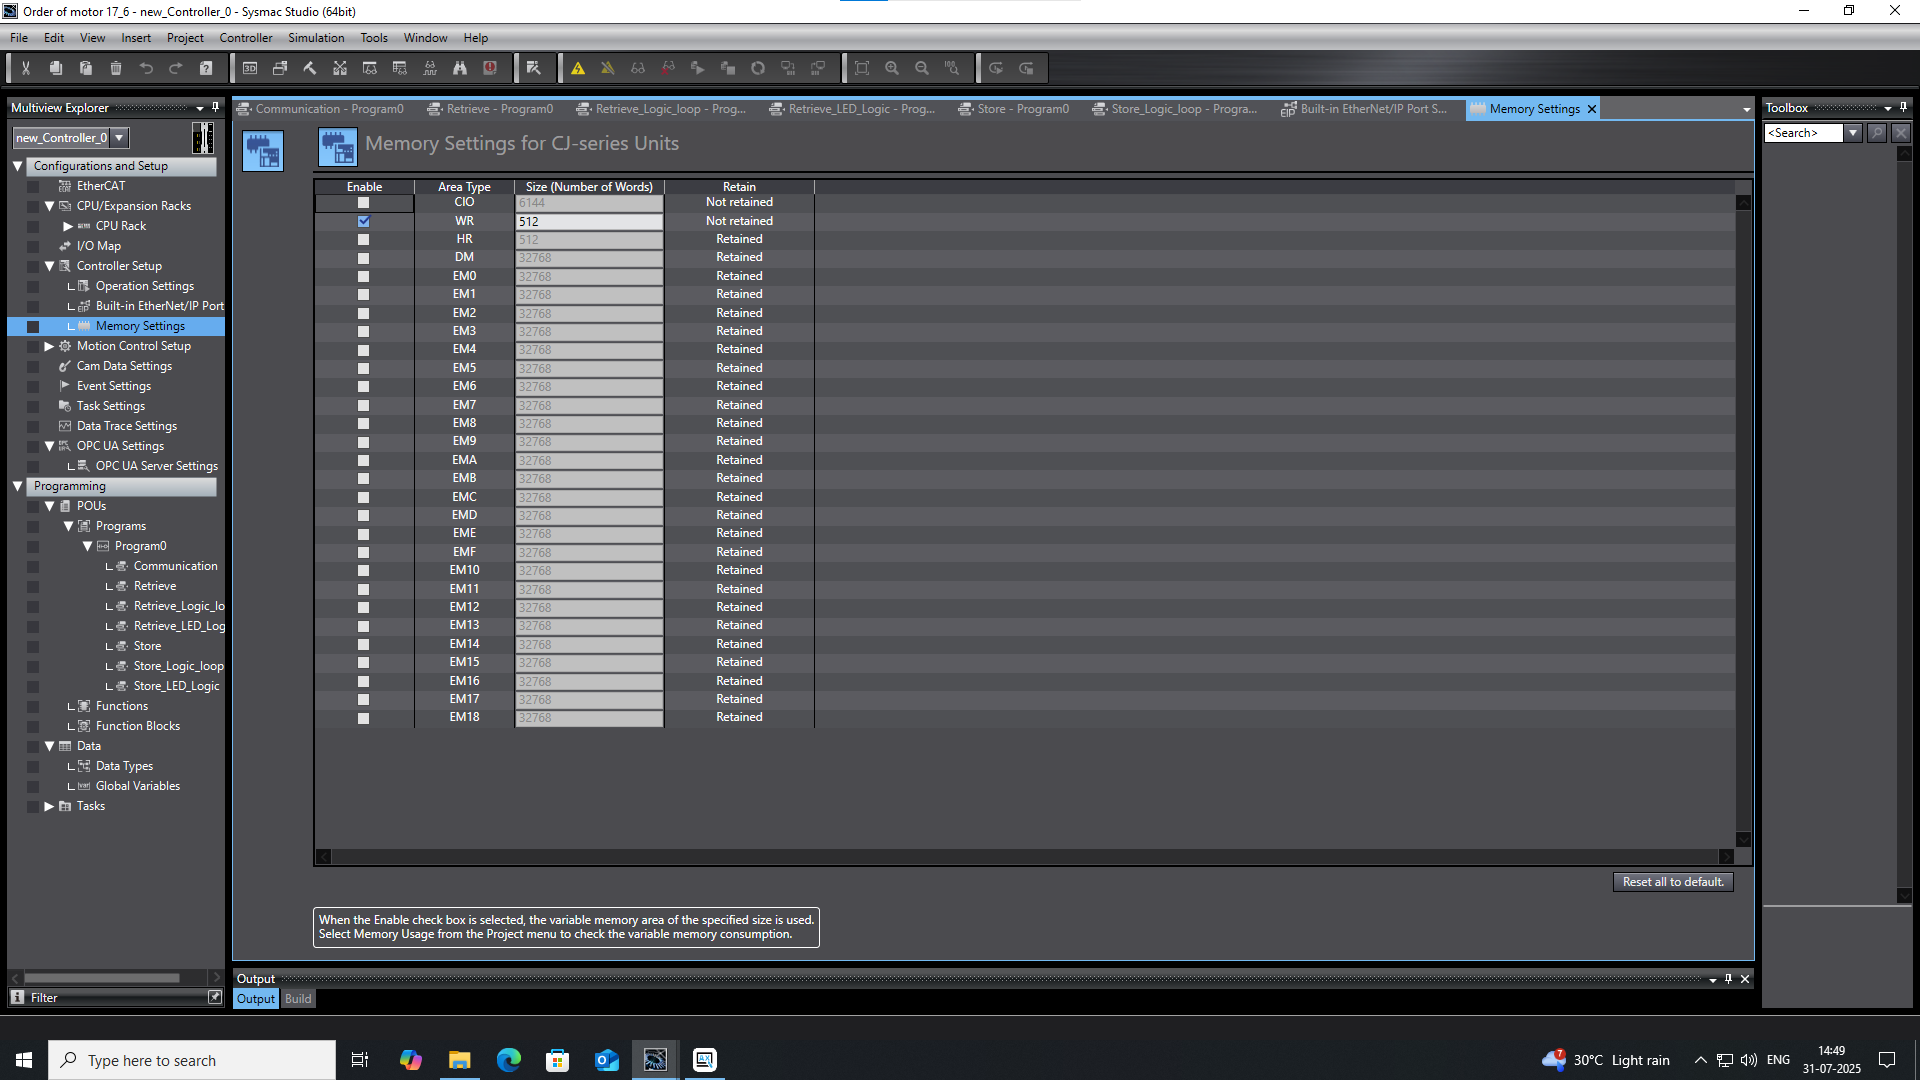 Order of motor 17_6 - new_Controller_0 - Sysmac Studio (64bit)
File Edit View Insert Project Controller Simulation Tools Window Help
Multiview Explorer
new_Controller_0
Configurations and Setup
EtherCAT
CPU/Expansion Racks
CPU Rack
I/O Map
Controller Setup
Operation Settings
Built-in EtherNet/IP Port
Memory Settings
Motion Control Setup
Cam Data Settings
Event Settings
Task Settings
Data Trace Settings
OPC UA Settings
OPC UA Server Settings
Programming
POUs
Programs
Program0
Communication
Retrieve
Retrieve_Logic_lo
Retrieve_LED_Log
Store
Store_Logic_loop
Store_LED_Logic
Functions
Function Blocks
Data
Data Types
Global Variables
Tasks
Filter
Communication - Program0 Retrieve - Program0 Retrieve_Logic_loop - Prog... Retrieve_LED_Logic - Prog... Store - Program0 Store_Logic_loop - Progra... Built-in EtherNet/IP Port S... Memory Settings
Memory Settings for CJ-series Units
Enable Area Type Size (Number of Words) Retain
CIO 6144 Not retained
WR 512 Not retained
HR 512 Retained
DM 32768 Retained
EM0 32768 Retained
EM1 32768 Retained
EM2 32768 Retained
EM3 32768 Retained
EM4 32768 Retained
EM5 32768 Retained
EM6 32768 Retained
EM7 32768 Retained
EM8 32768 Retained
EM9 32768 Retained
EMA 32768 Retained
EMB 32768 Retained
EMC 32768 Retained
EMD 32768 Retained
EME 32768 Retained
EMF 32768 Retained
EM10 32768 Retained
EM11 32768 Retained
EM12 32768 Retained
EM13 32768 Retained
EM14 32768 Retained
EM15 32768 Retained
EM16 32768 Retained
EM17 32768 Retained
EM18 32768 Retained
Reset all to default.
When the Enable check box is selected, the variable memory area of the specified size is used.
Select Memory Usage from the Project menu to check the variable memory consumption.
Output
Output Build
Toolbox
<Search>
Type here to search
30°C Light rain
ENG
14:49
31-07-2025